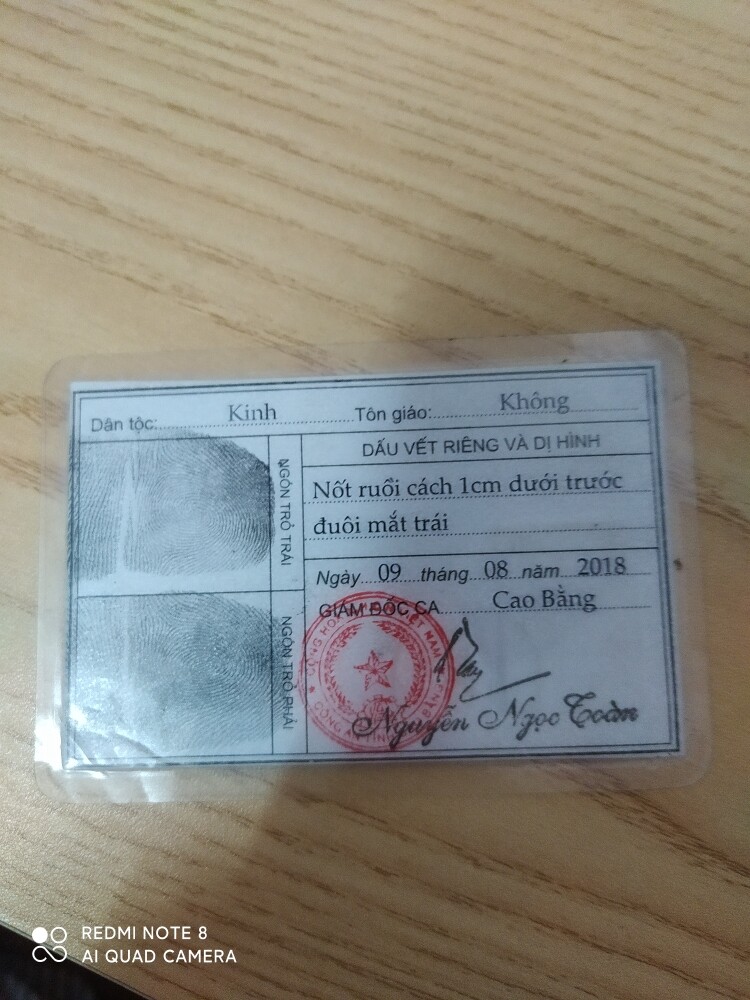 Dân tộc: Kinh Tôn giáo: Không
NGÓN TRỎ TRÁI
NGÓN TRỎ PHẢI
DẤU VẾT RIÊNG VÀ DỊ HÌNH
Nốt ruồi cách 1cm dưới trước
đuôi mắt trái
Ngày 09 tháng 08 năm 2018
GIÁM ĐỐC CA Cao Bằng
Nguyễn Ngọc Toàn
REDMI NOTE 8
AI QUAD CAMERA